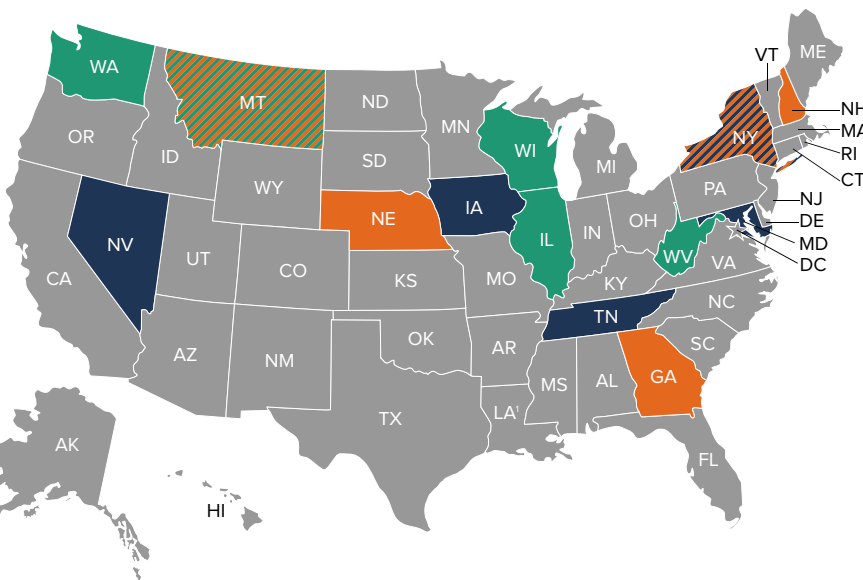 ME
VT
WA
MT
ND
NH
MN
MA
OR
NY
WI
RI
ID
SD
MI
CT
WY
PA
NJ
IA
NE
OH
DE
NV
IN
IL
MD
UT
WV
VA
DC
CO
CA
KS
MO
KY
NC
TN
OK
AR
SC
AZ
NM
GA
MS
AL
LA
TX
AK
FL
HI